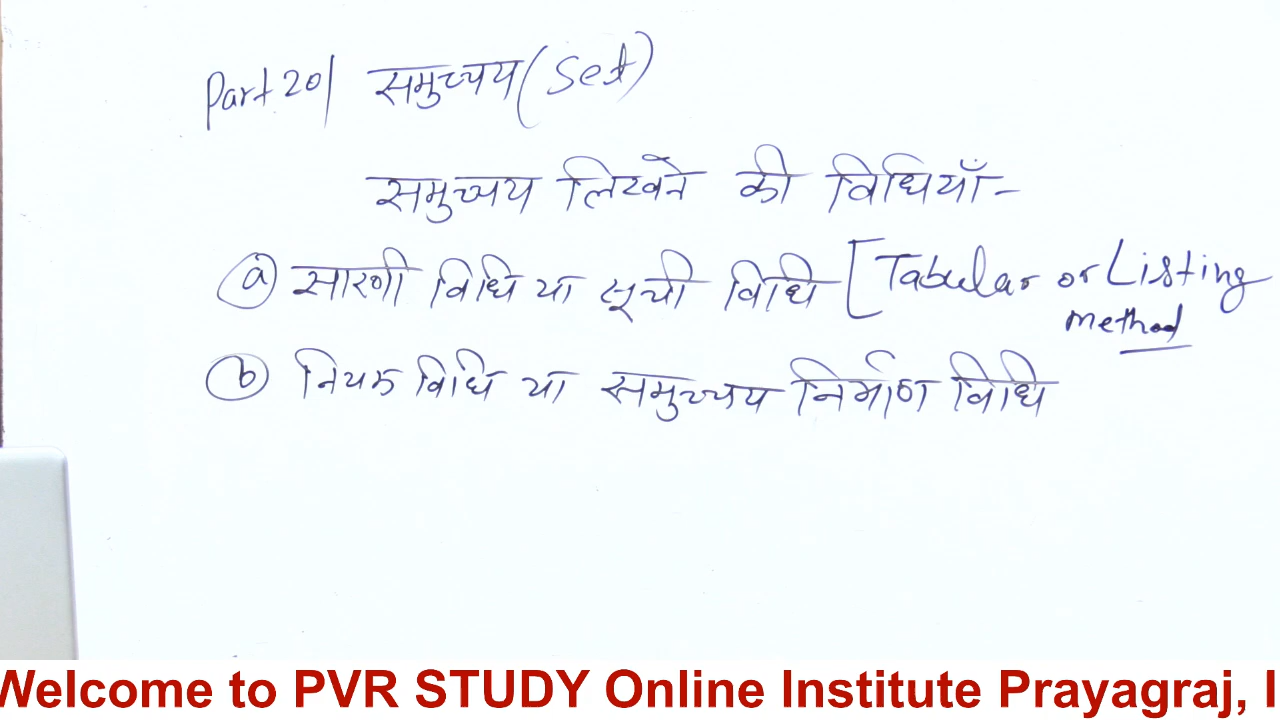 Part 20/ समुच्चय (Set)
समुच्चय लिखने की विधियाँ-
(a) सारणी विधि या सूची विधि [Tabular or Listing
method
(b) नियम विधि या समुच्चय निर्माण विधि
Welcome to PVR STUDY Online Institute Prayagraj, I